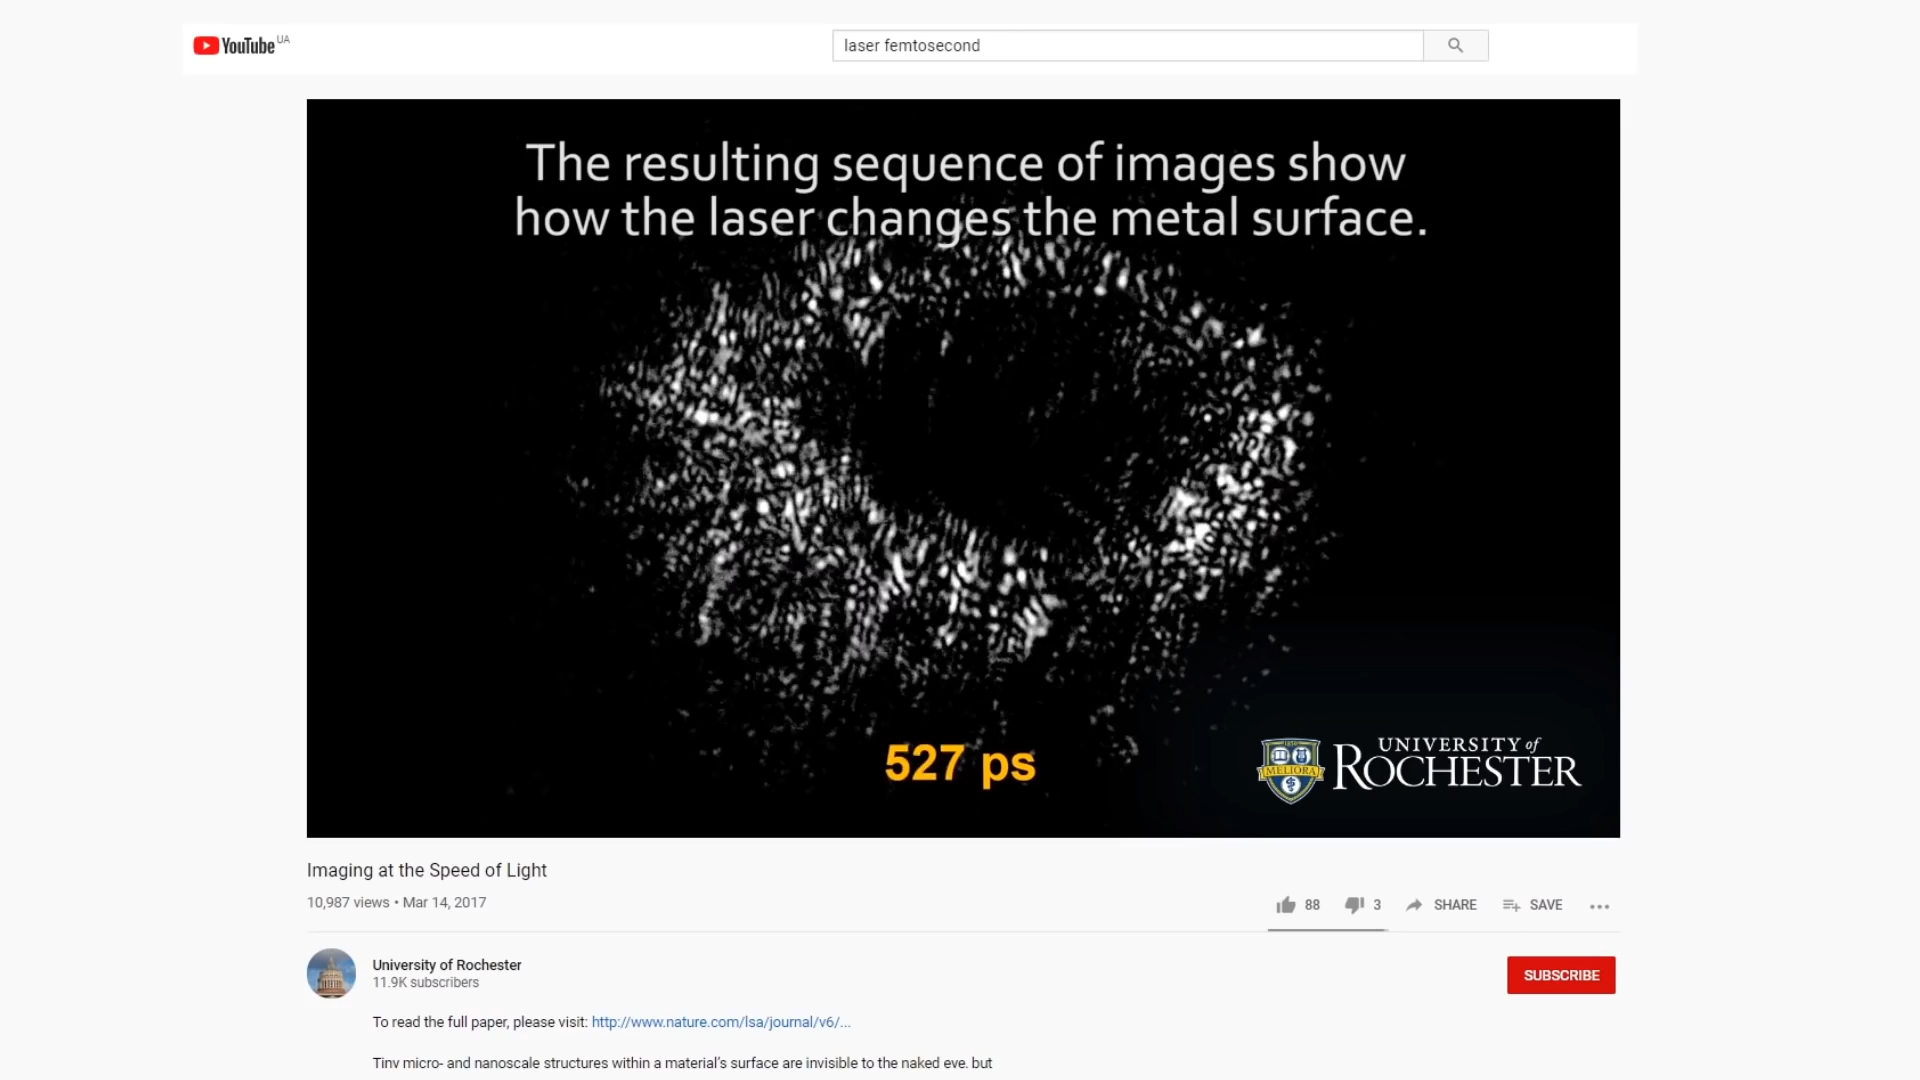 YouTube UA
laser femtosecond
The resulting sequence of images show
how the laser changes the metal surface.
527 ps
1850
MELIORA
UNIVERSITY of
ROCHESTER
Imaging at the Speed of Light
10,987 views • Mar 14, 2017
88 3 SHARE SAVE
University of Rochester
11.9K subscribers
SUBSCRIBE
To read the full paper, please visit: http://www.nature.com/lsa/journal/v6/...
Tiny micro- and nanoscale structures within a material's surface are invisible to the naked eye, but